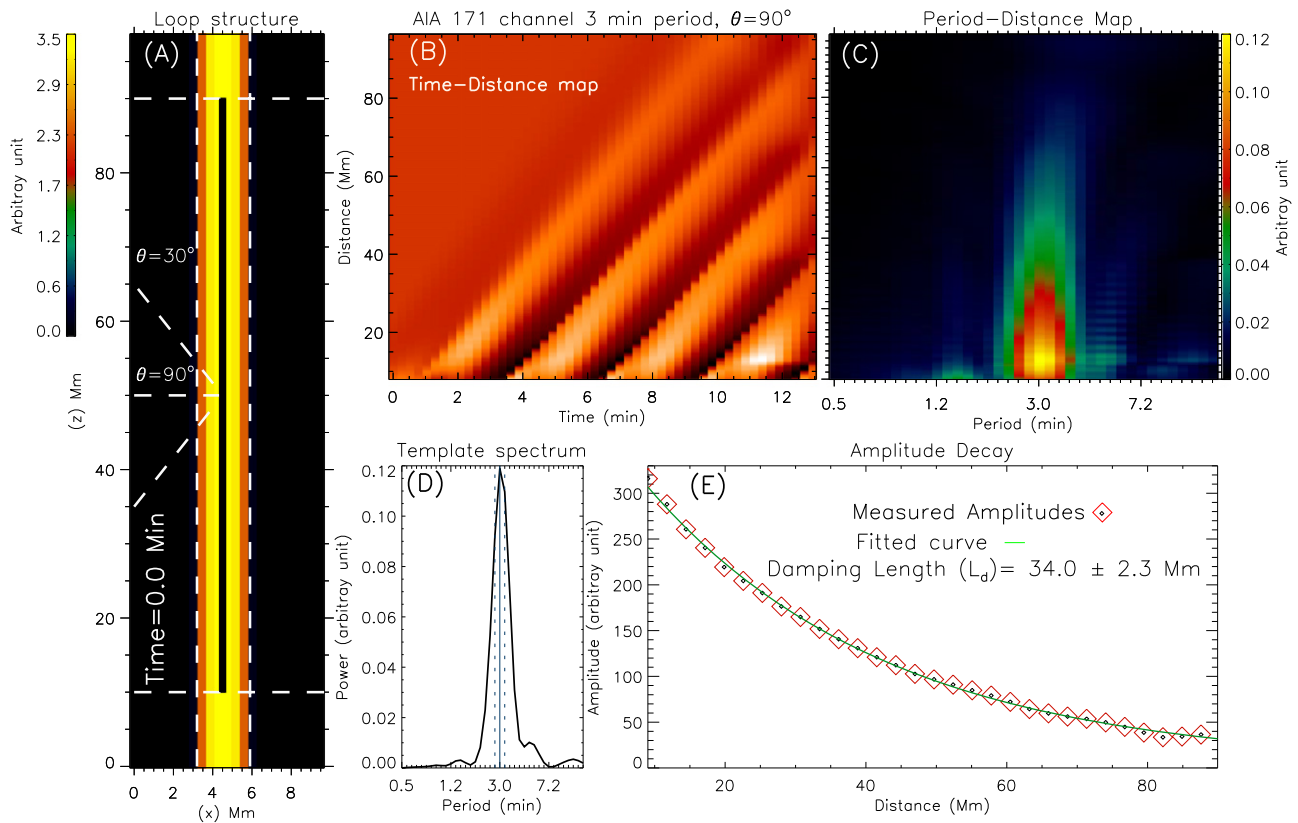 Loop structure
AIA 171 channel 3 min period, θ=90°
Period−Distance Map
3.5
2.9
2.3
1.7
1.2
0.6
0.0
Arbitray unit
(A)
80
60
40
20
0
(z) Mm
θ=30°
θ=90°
Time=0.0 Min
0 2 4 6 8
(x) Mm
(B)
Time−Distance map
80
60
40
20
Distance (Mm)
0 2 4 6 8 10 12
Time (min)
(C)
0.5 1.2 3.0 7.2
Period (min)
0.12
0.10
0.08
0.06
0.04
0.02
0.00
Arbitray unit
Template spectrum
(D)
0.12
0.10
0.08
0.06
0.04
0.02
0.00
Power (arbitray unit)
0.5 1.2 3.0 7.2
Period (min)
Amplitude Decay
(E)
300
250
200
150
100
50
0
Amplitude (arbitray unit)
Measured Amplitudes
Fitted curve
Damping Length (L_d)= 34.0 ± 2.3 Mm
20 40 60 80
Distance (Mm)